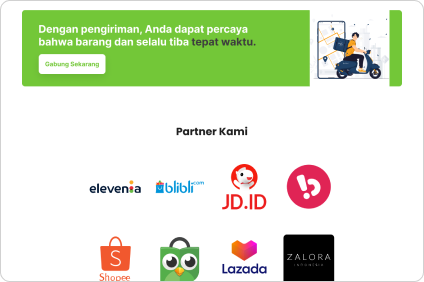 Dengan pengiriman, Anda dapat percaya
bahwa barang dan selalu tiba tepat waktu.
Gabung Sekarang
Partner Kami
elevenia
blibli.com
JD.ID
Shopee
Lazada
ZALORA